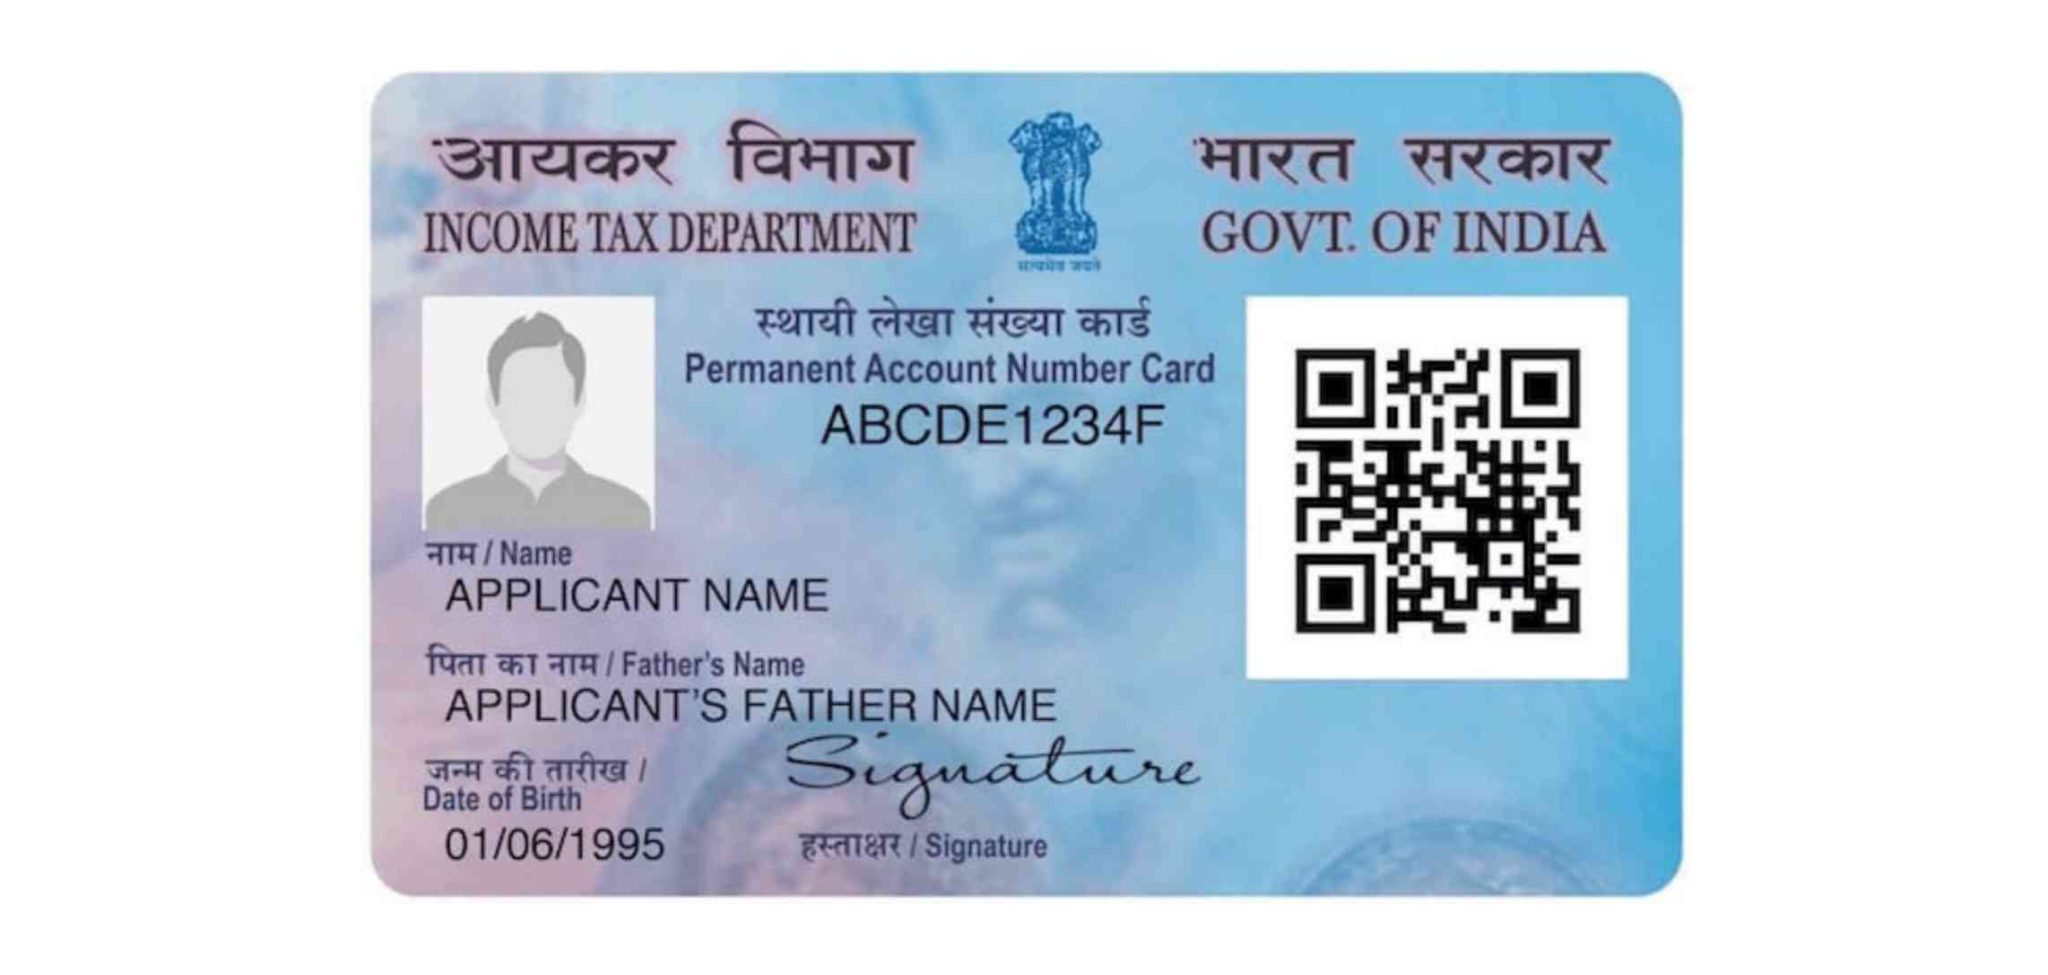 आयकर विभाग
INCOME TAX DEPARTMENT
सत्यमेव जयते
भारत सरकार
GOVT. OF INDIA
स्थायी लेखा संख्या कार्ड
Permanent Account Number Card
ABCDE1234F
नाम / Name
APPLICANT NAME
पिता का नाम / Father's Name
APPLICANT'S FATHER NAME
जन्म की तारीख /
Date of Birth
01/06/1995
Signature
हस्ताक्षर / Signature